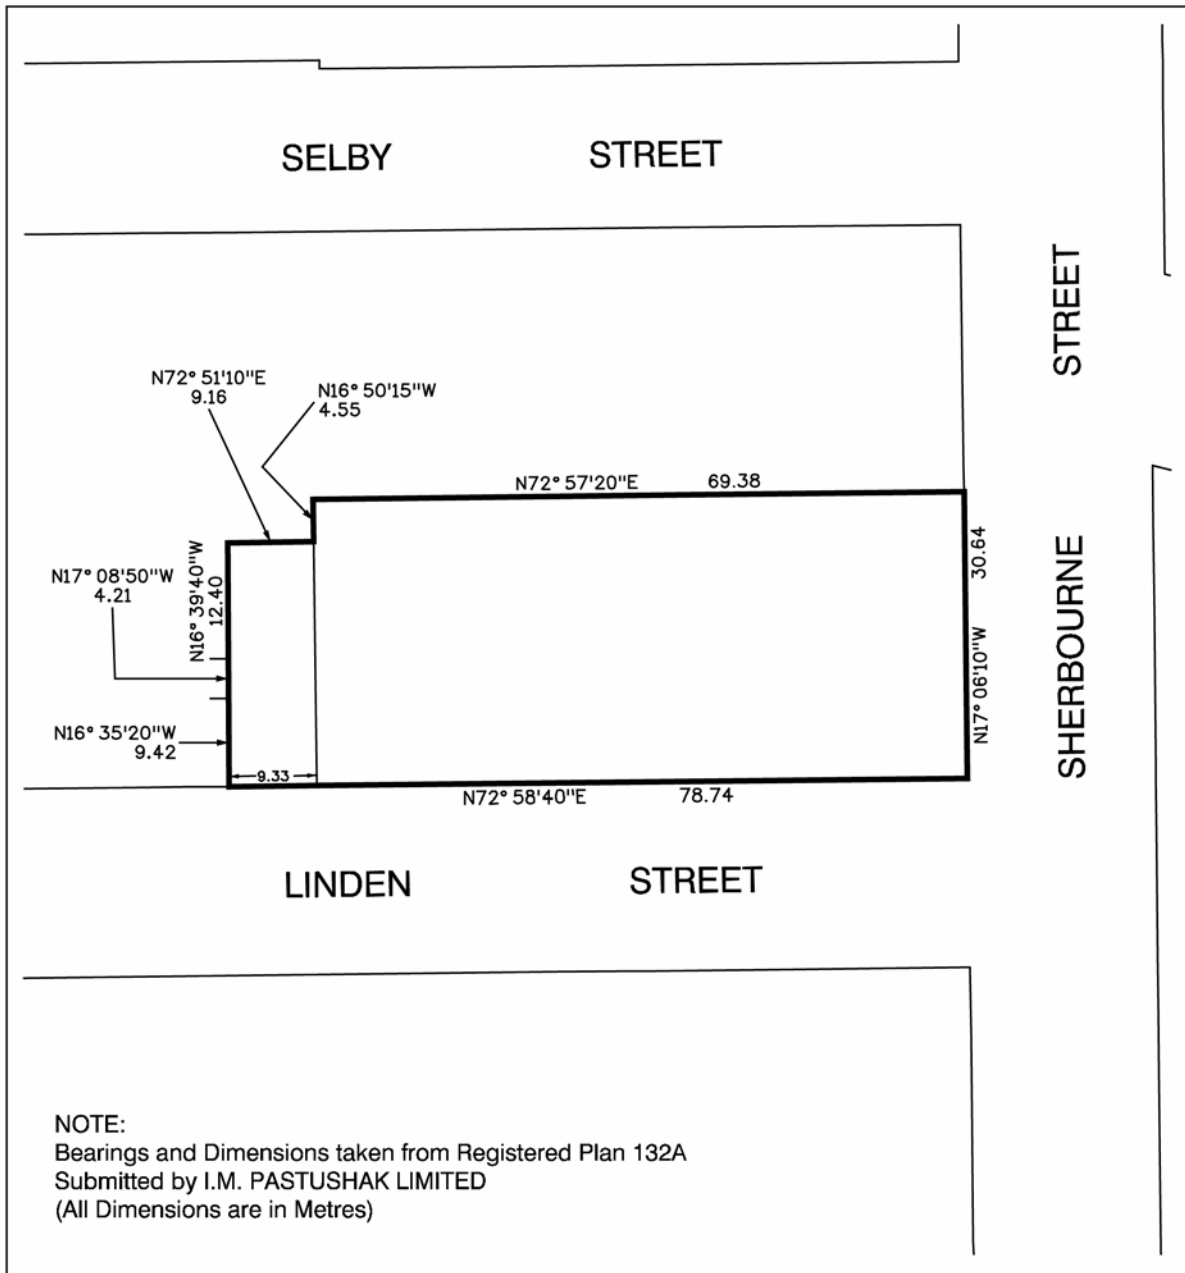 SELBY STREET
STREET
SHERBOURNE
N72° 51'10"E
9.16
N16° 50'15"W
4.55
N72° 57'20"E 69.38
N16° 39'40"W
12.40
30.64
N17° 06'10"W
N17° 08'50"W
4.21
N16° 35'20"W
9.42
9.33
N72° 58'40"E 78.74
LINDEN STREET
NOTE:
Bearings and Dimensions taken from Registered Plan 132A
Submitted by I.M. PASTUSHAK LIMITED
(All Dimensions are in Metres)